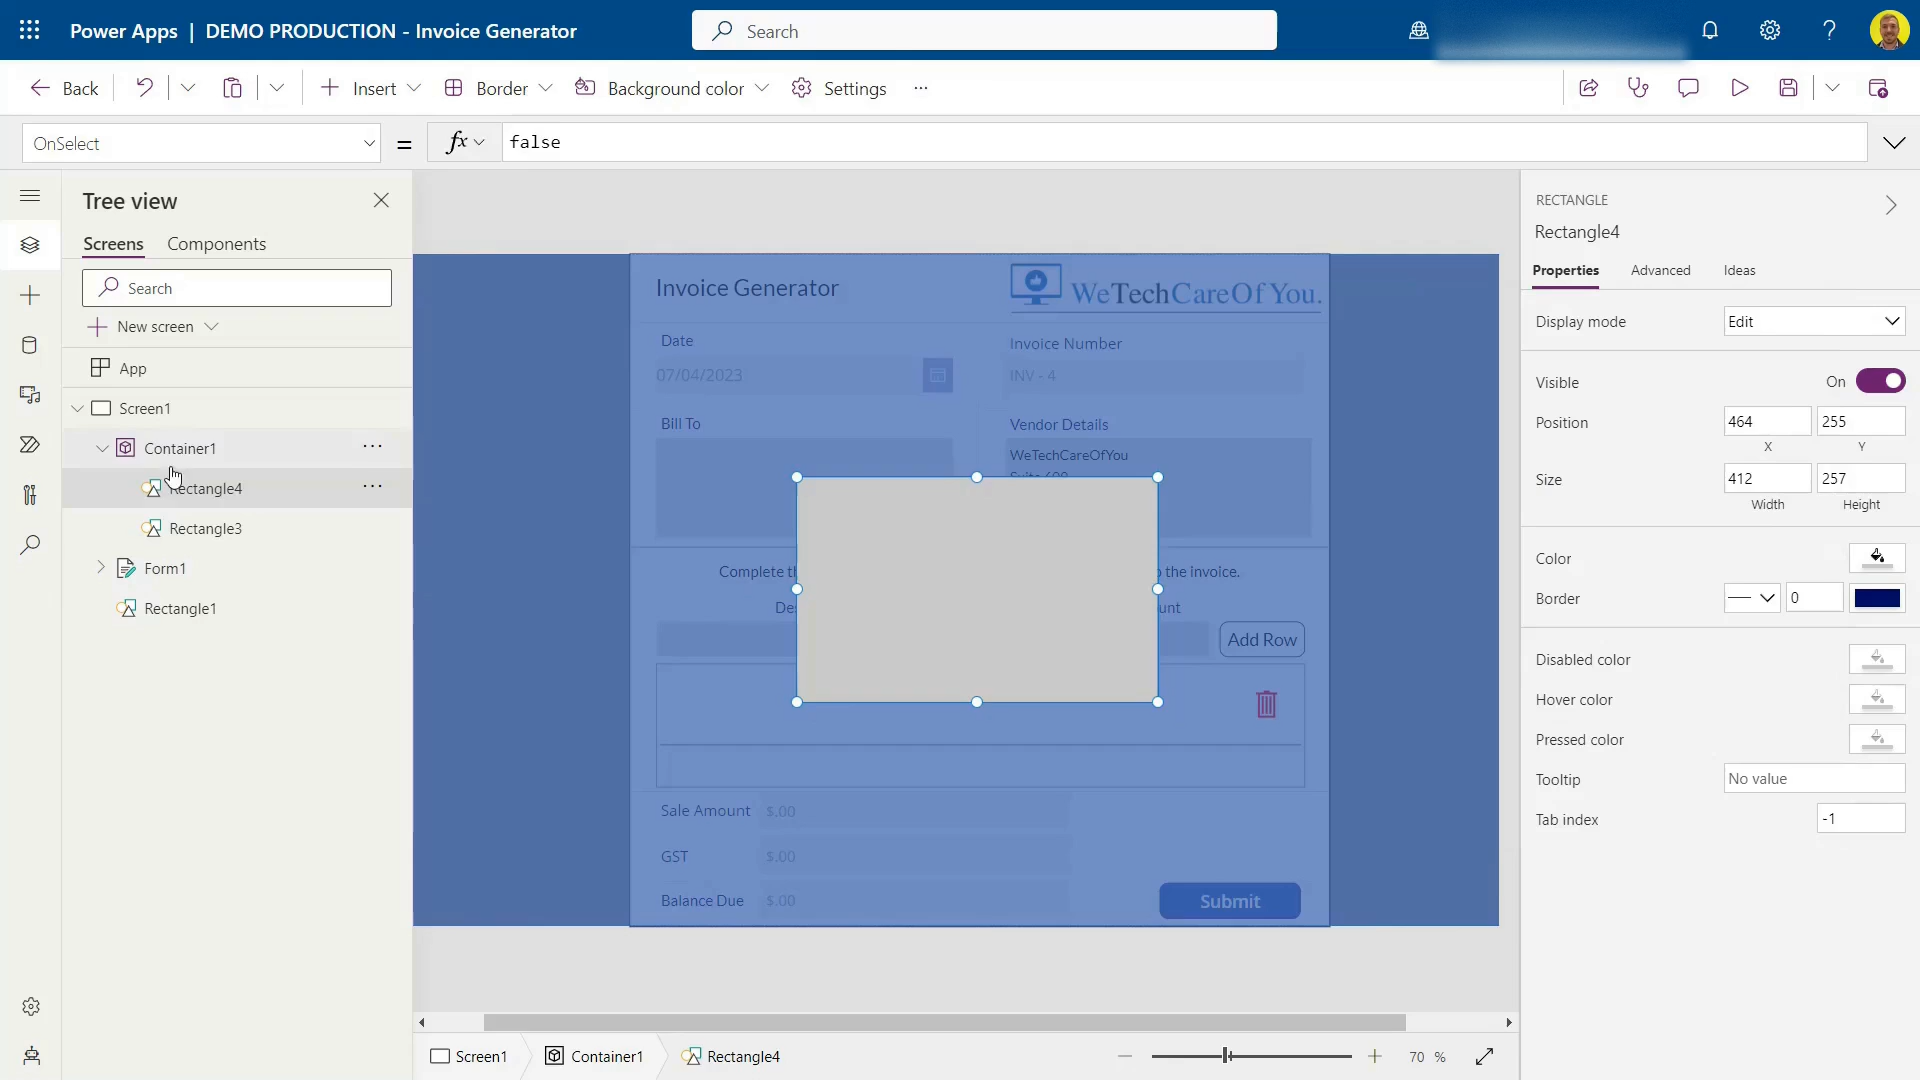 Power Apps | DEMO PRODUCTION - Invoice Generator
Search
?
Back
Insert
Border
Background color
Settings
...
OnSelect
=
fx
false
Tree view
Screens
Components
Search
New screen
App
Screen1
Container1
...
Rectangle4
...
Rectangle3
Form1
Rectangle1
Invoice Generator
WeTechCareOf You.
Date
07/04/2023
Invoice Number
INV - 4
Bill To
Vendor Details
WeTechCareOfYou
Complete
the invoice.
Add Row
Sale Amount
$.00
GST
$.00
Balance Due
$.00
Submit
Screen1
Container1
Rectangle4
70 %
RECTANGLE
Rectangle4
Properties
Advanced
Ideas
Display mode
Edit
Visible
On
Position
464
255
X
Y
Size
412
257
Width
Height
Color
Border
0
Disabled color
Hover color
Pressed color
Tooltip
No value
Tab index
-1